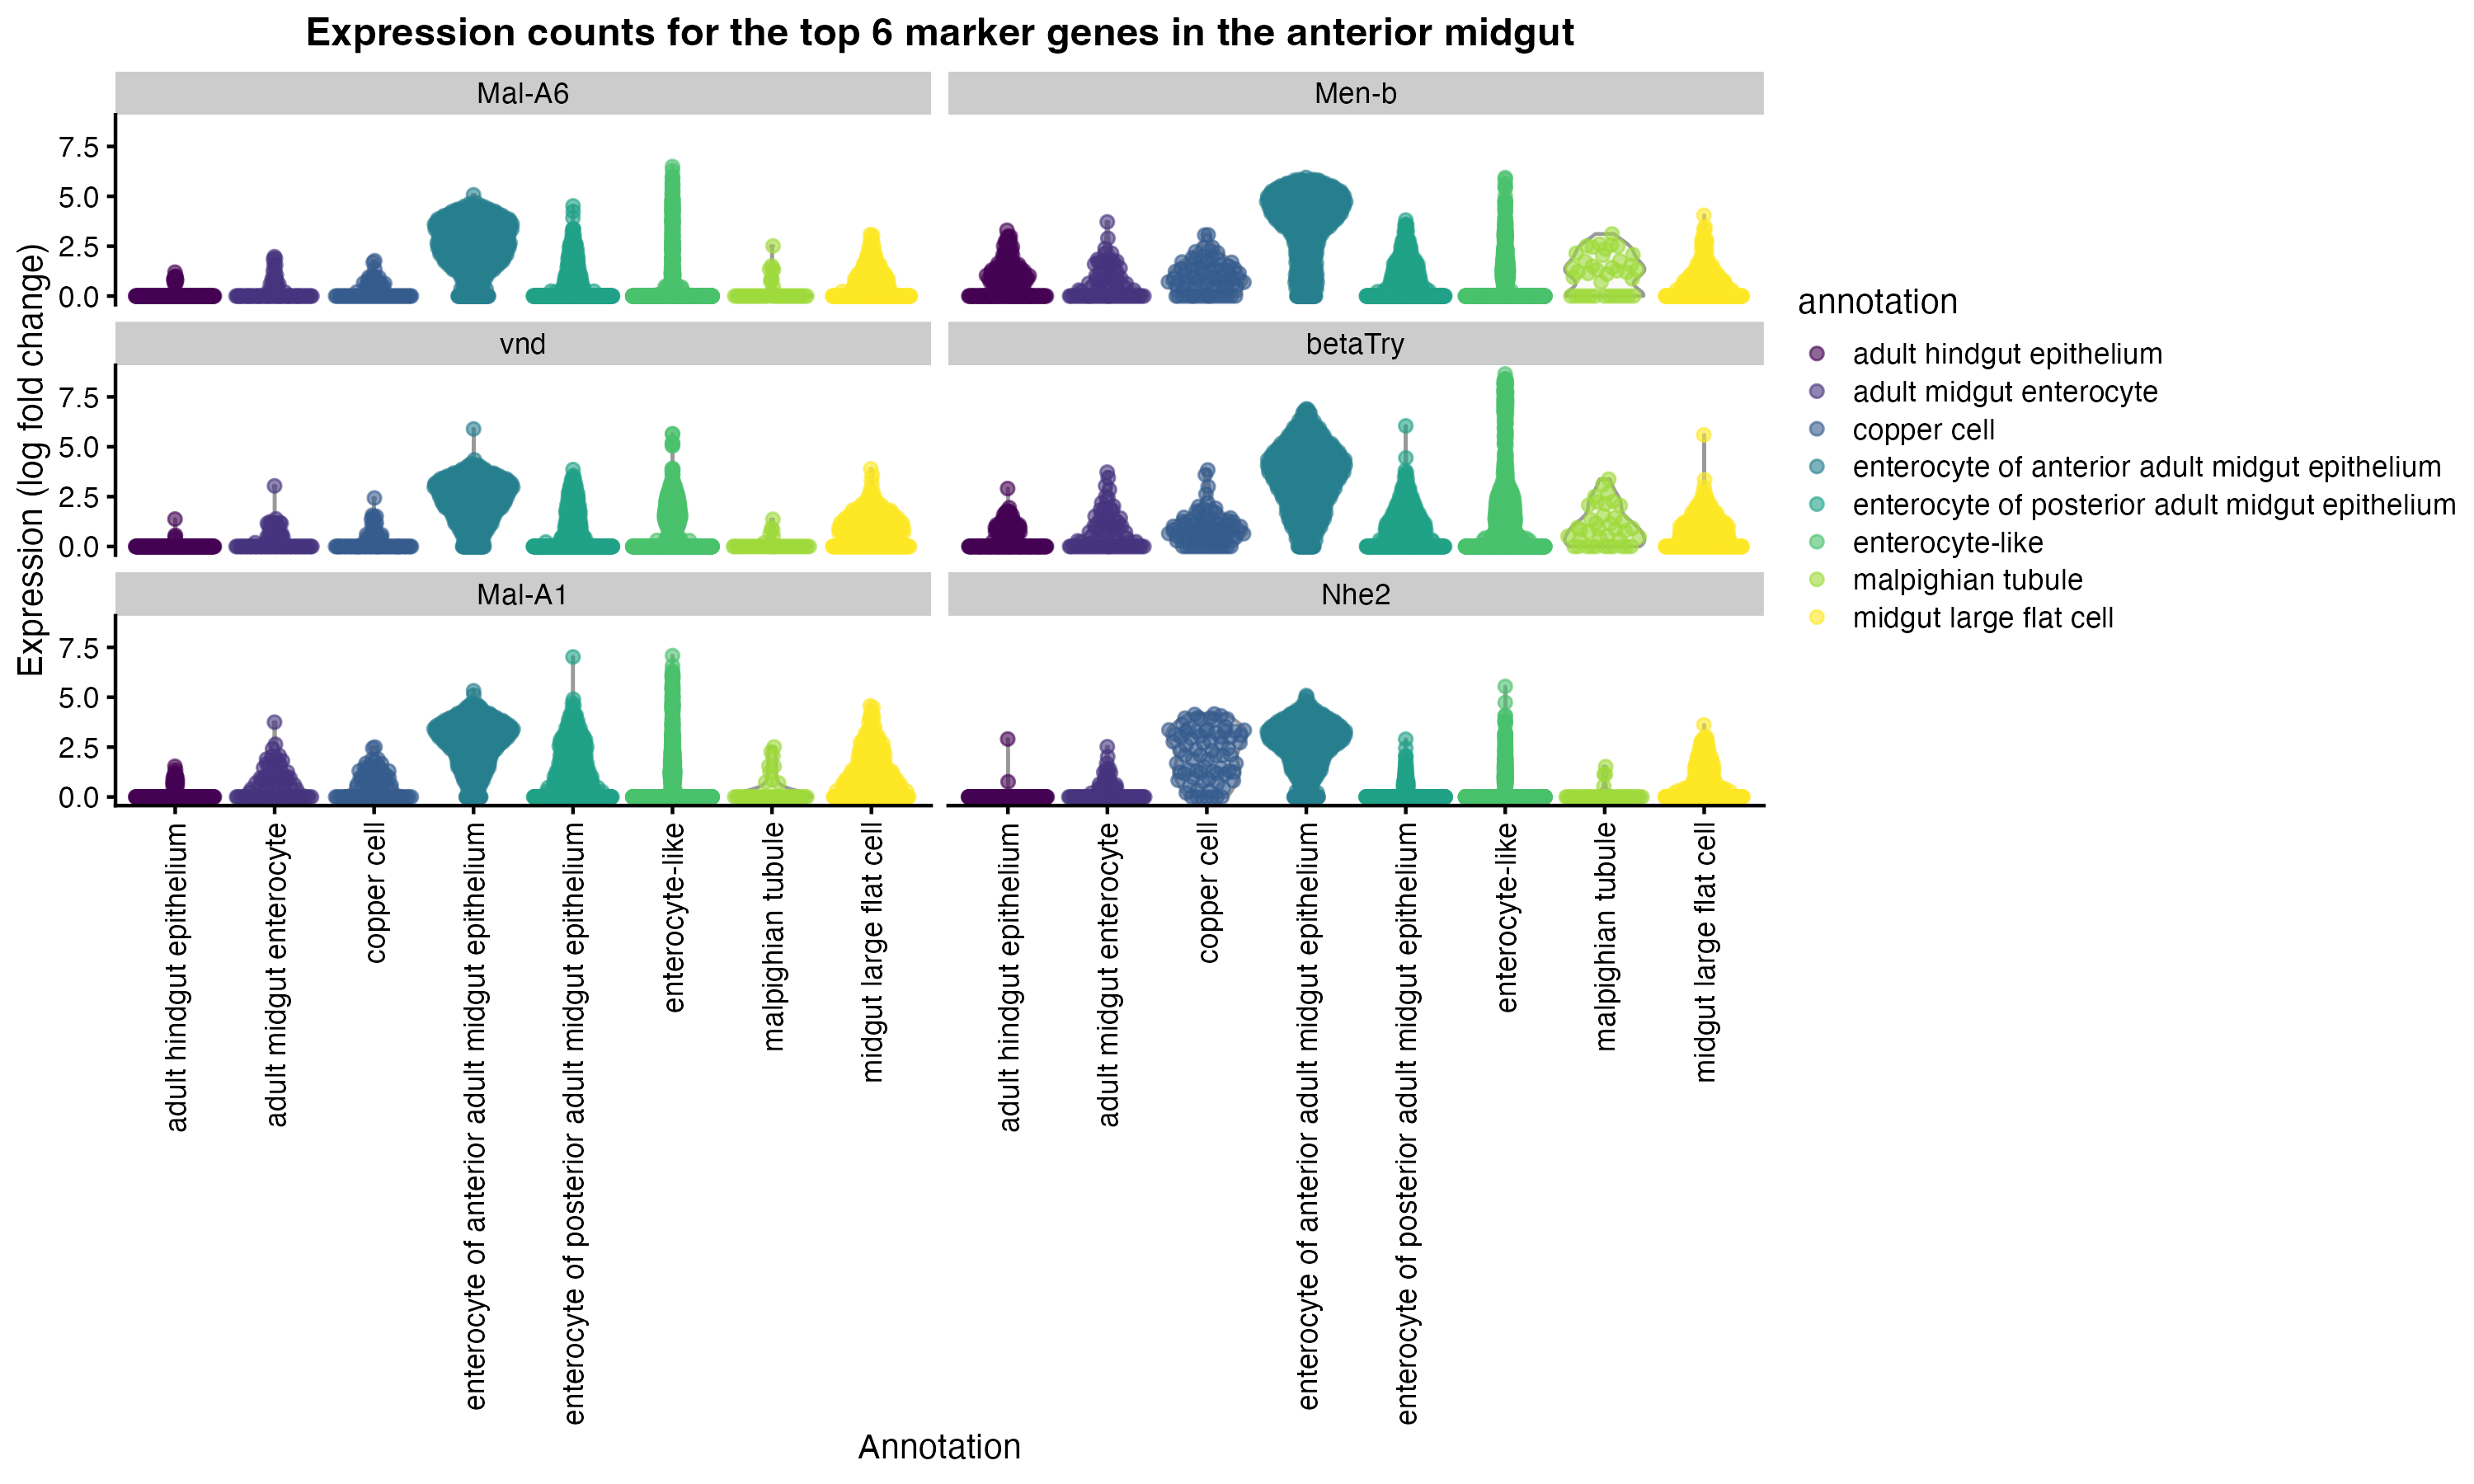 Expression counts for the top 6 marker genes in the anterior midgut
Mal-A6
Men-b
7.5
5.0
2.5
0.0
vnd
betaTry
7.5
5.0
2.5
0.0
Mal-A1
Nhe2
7.5
5.0
2.5
0.0
Expression (log fold change)
adult hindgut epithelium
adult midgut enterocyte
copper cell
enterocyte of anterior adult midgut epithelium
enterocyte of posterior adult midgut epithelium
enterocyte-like
malpighian tubule
midgut large flat cell
adult hindgut epithelium
adult midgut enterocyte
copper cell
enterocyte of anterior adult midgut epithelium
enterocyte of posterior adult midgut epithelium
enterocyte-like
malpighian tubule
midgut large flat cell
Annotation
annotation
adult hindgut epithelium
adult midgut enterocyte
copper cell
enterocyte of anterior adult midgut epithelium
enterocyte of posterior adult midgut epithelium
enterocyte-like
malpighian tubule
midgut large flat cell